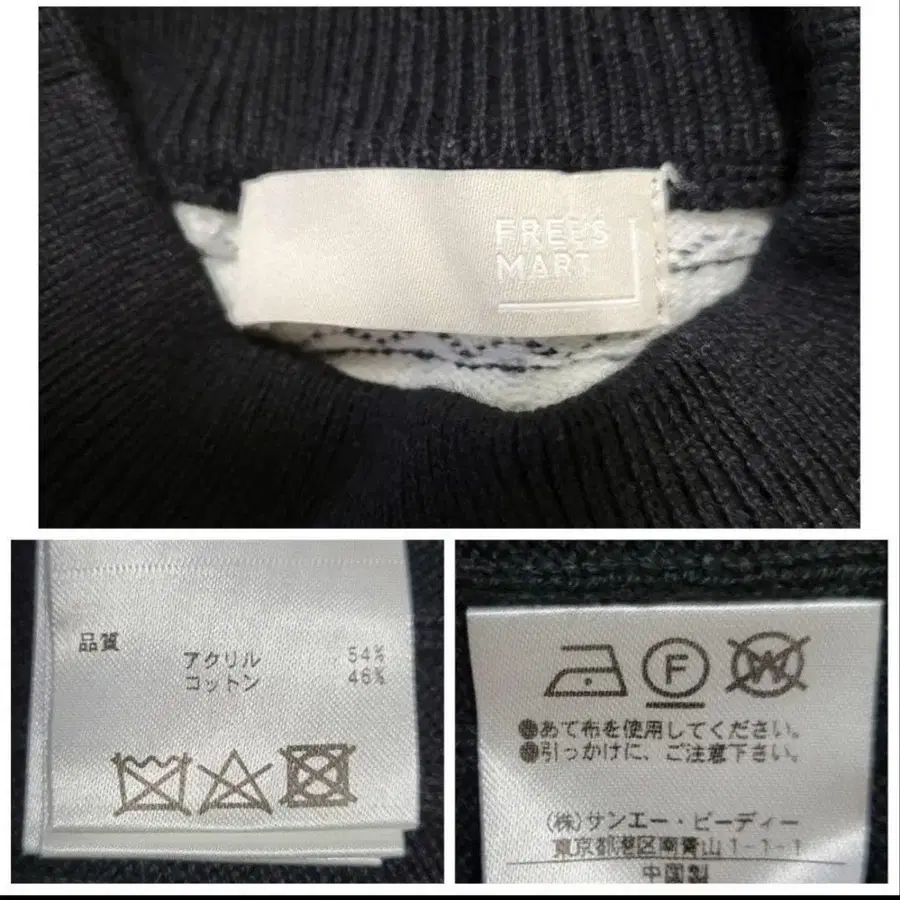 FREE'S
MART
品質
アクリル 54%
コットン 46%
F
W
●あて布を使用してください。
●引っかけに、ご注意下さい。
(株)サンエー・ビーディー
東京都港区南青山1-1-1
中国製